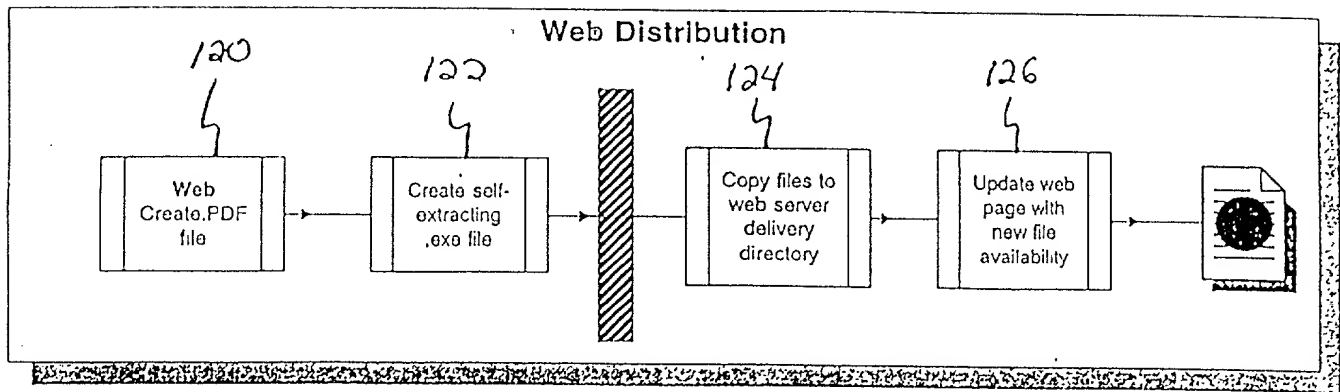 Web Distribution
120
122
124
126
Web
Create.PDF
file
Create self-
extracting
.exe file
Copy files to
web server
delivery
directory
Update web
page with
new file
availability